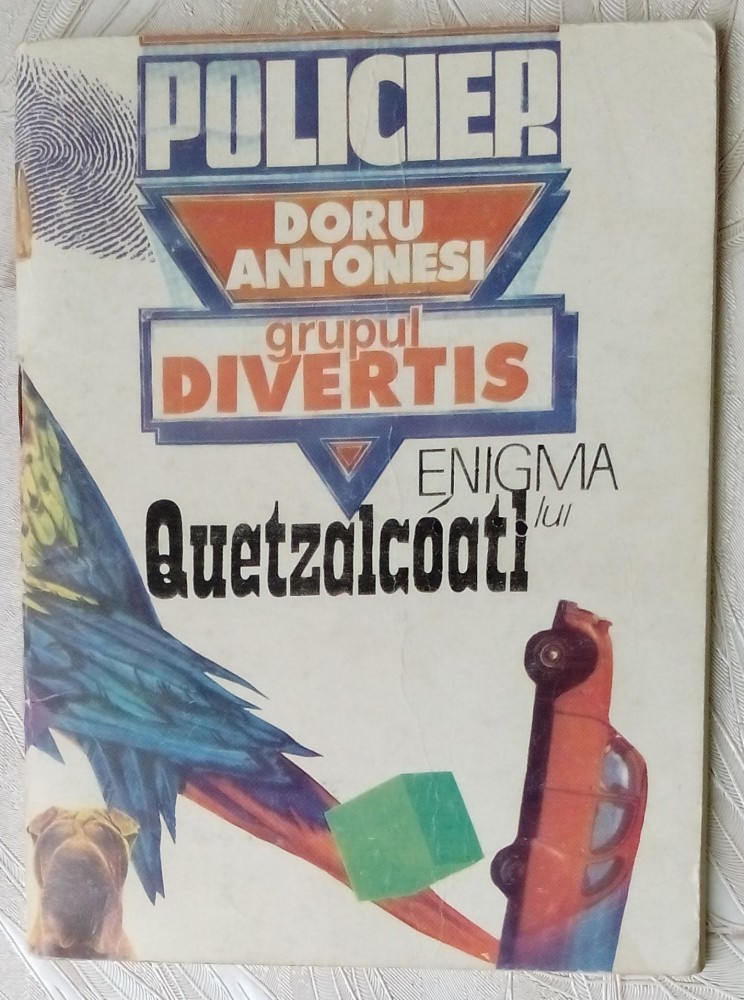 POLICIER
DORU
ANTONESI
grupul
DIVERTIS
ENIGMA
lui
Quetzalcóatl